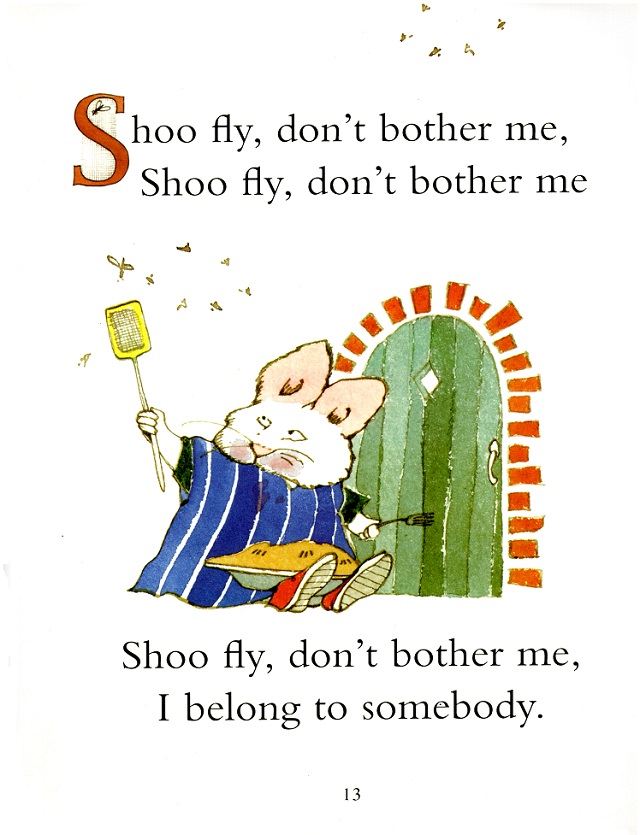 Shoo fly, don't bother me,
Shoo fly, don't bother me
Shoo fly, don't bother me,
I belong to somebody.
13